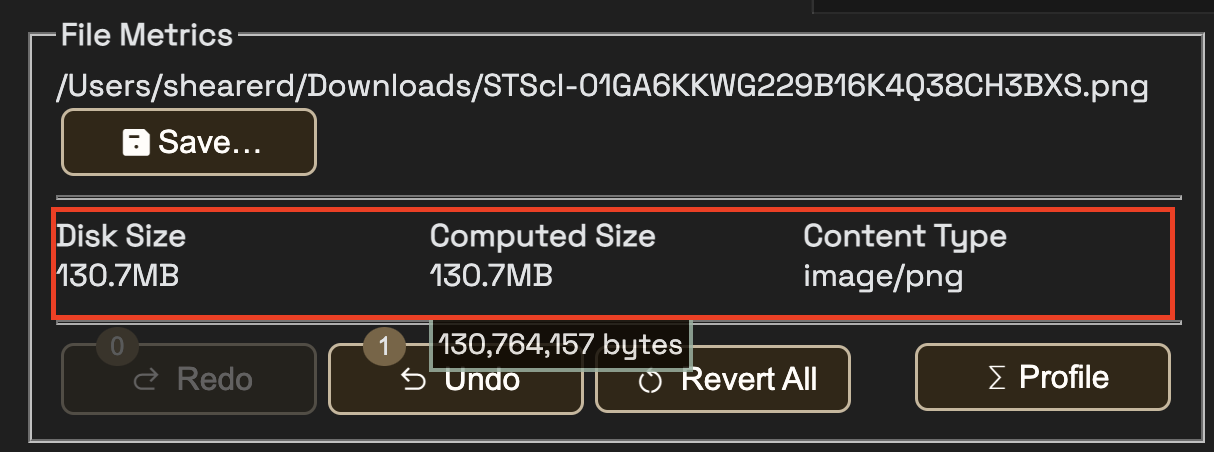 File Metrics
/Users/shearerd/Downloads/STScl-01GA6KKWG229B16K4Q38CH3BXS.png
Save...
Disk Size Computed Size Content Type
130.7MB 130.7MB image/png
130,764,157 bytes
0 1
Redo Undo Revert All Profile